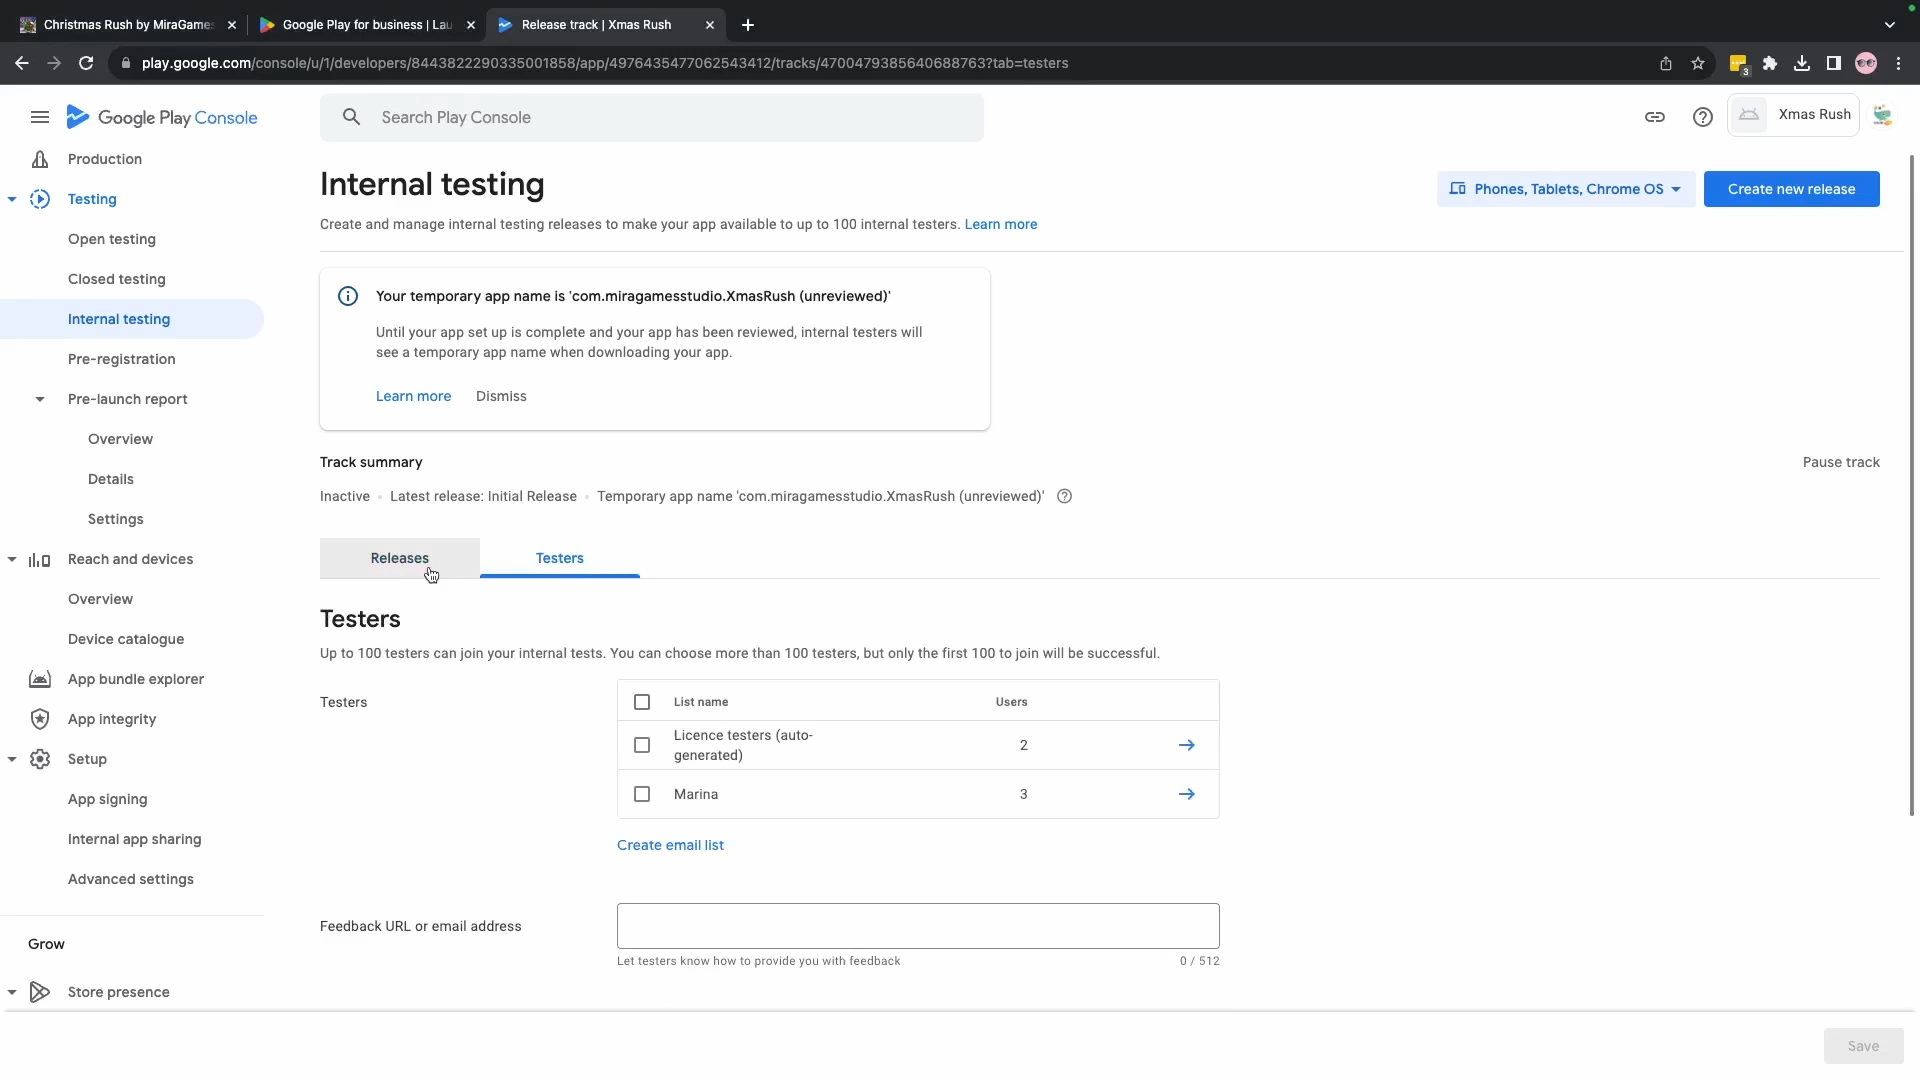 Christmas Rush by MiraGames
Google Play for business | Lau
Release track | Xmas Rush
play.google.com/console/u/1/developers/8443822290335001858/app/4976435477062543412/tracks/4700479385640688763?tab=testers
3
Google Play Console
Search Play Console
Xmas Rush
Production
Testing
Open testing
Closed testing
Internal testing
Pre-registration
Pre-launch report
Overview
Details
Settings
Reach and devices
Overview
Device catalogue
App bundle explorer
App integrity
Setup
App signing
Internal app sharing
Advanced settings
Grow
Store presence
Internal testing
Phones, Tablets, Chrome OS
Create new release
Create and manage internal testing releases to make your app available to up to 100 internal testers. Learn more
Your temporary app name is 'com.miragamesstudio.XmasRush (unreviewed)'
Until your app set up is complete and your app has been reviewed, internal testers will
see a temporary app name when downloading your app.
Learn more Dismiss
Track summary
Pause track
Inactive • Latest release: Initial Release • Temporary app name 'com.miragamesstudio.XmasRush (unreviewed)'
Releases Testers
Testers
Up to 100 testers can join your internal tests. You can choose more than 100 testers, but only the first 100 to join will be successful.
Testers
List name Users
Licence testers (auto-
generated) 2
Marina 3
Create email list
Feedback URL or email address
Let testers know how to provide you with feedback 0 / 512
Save